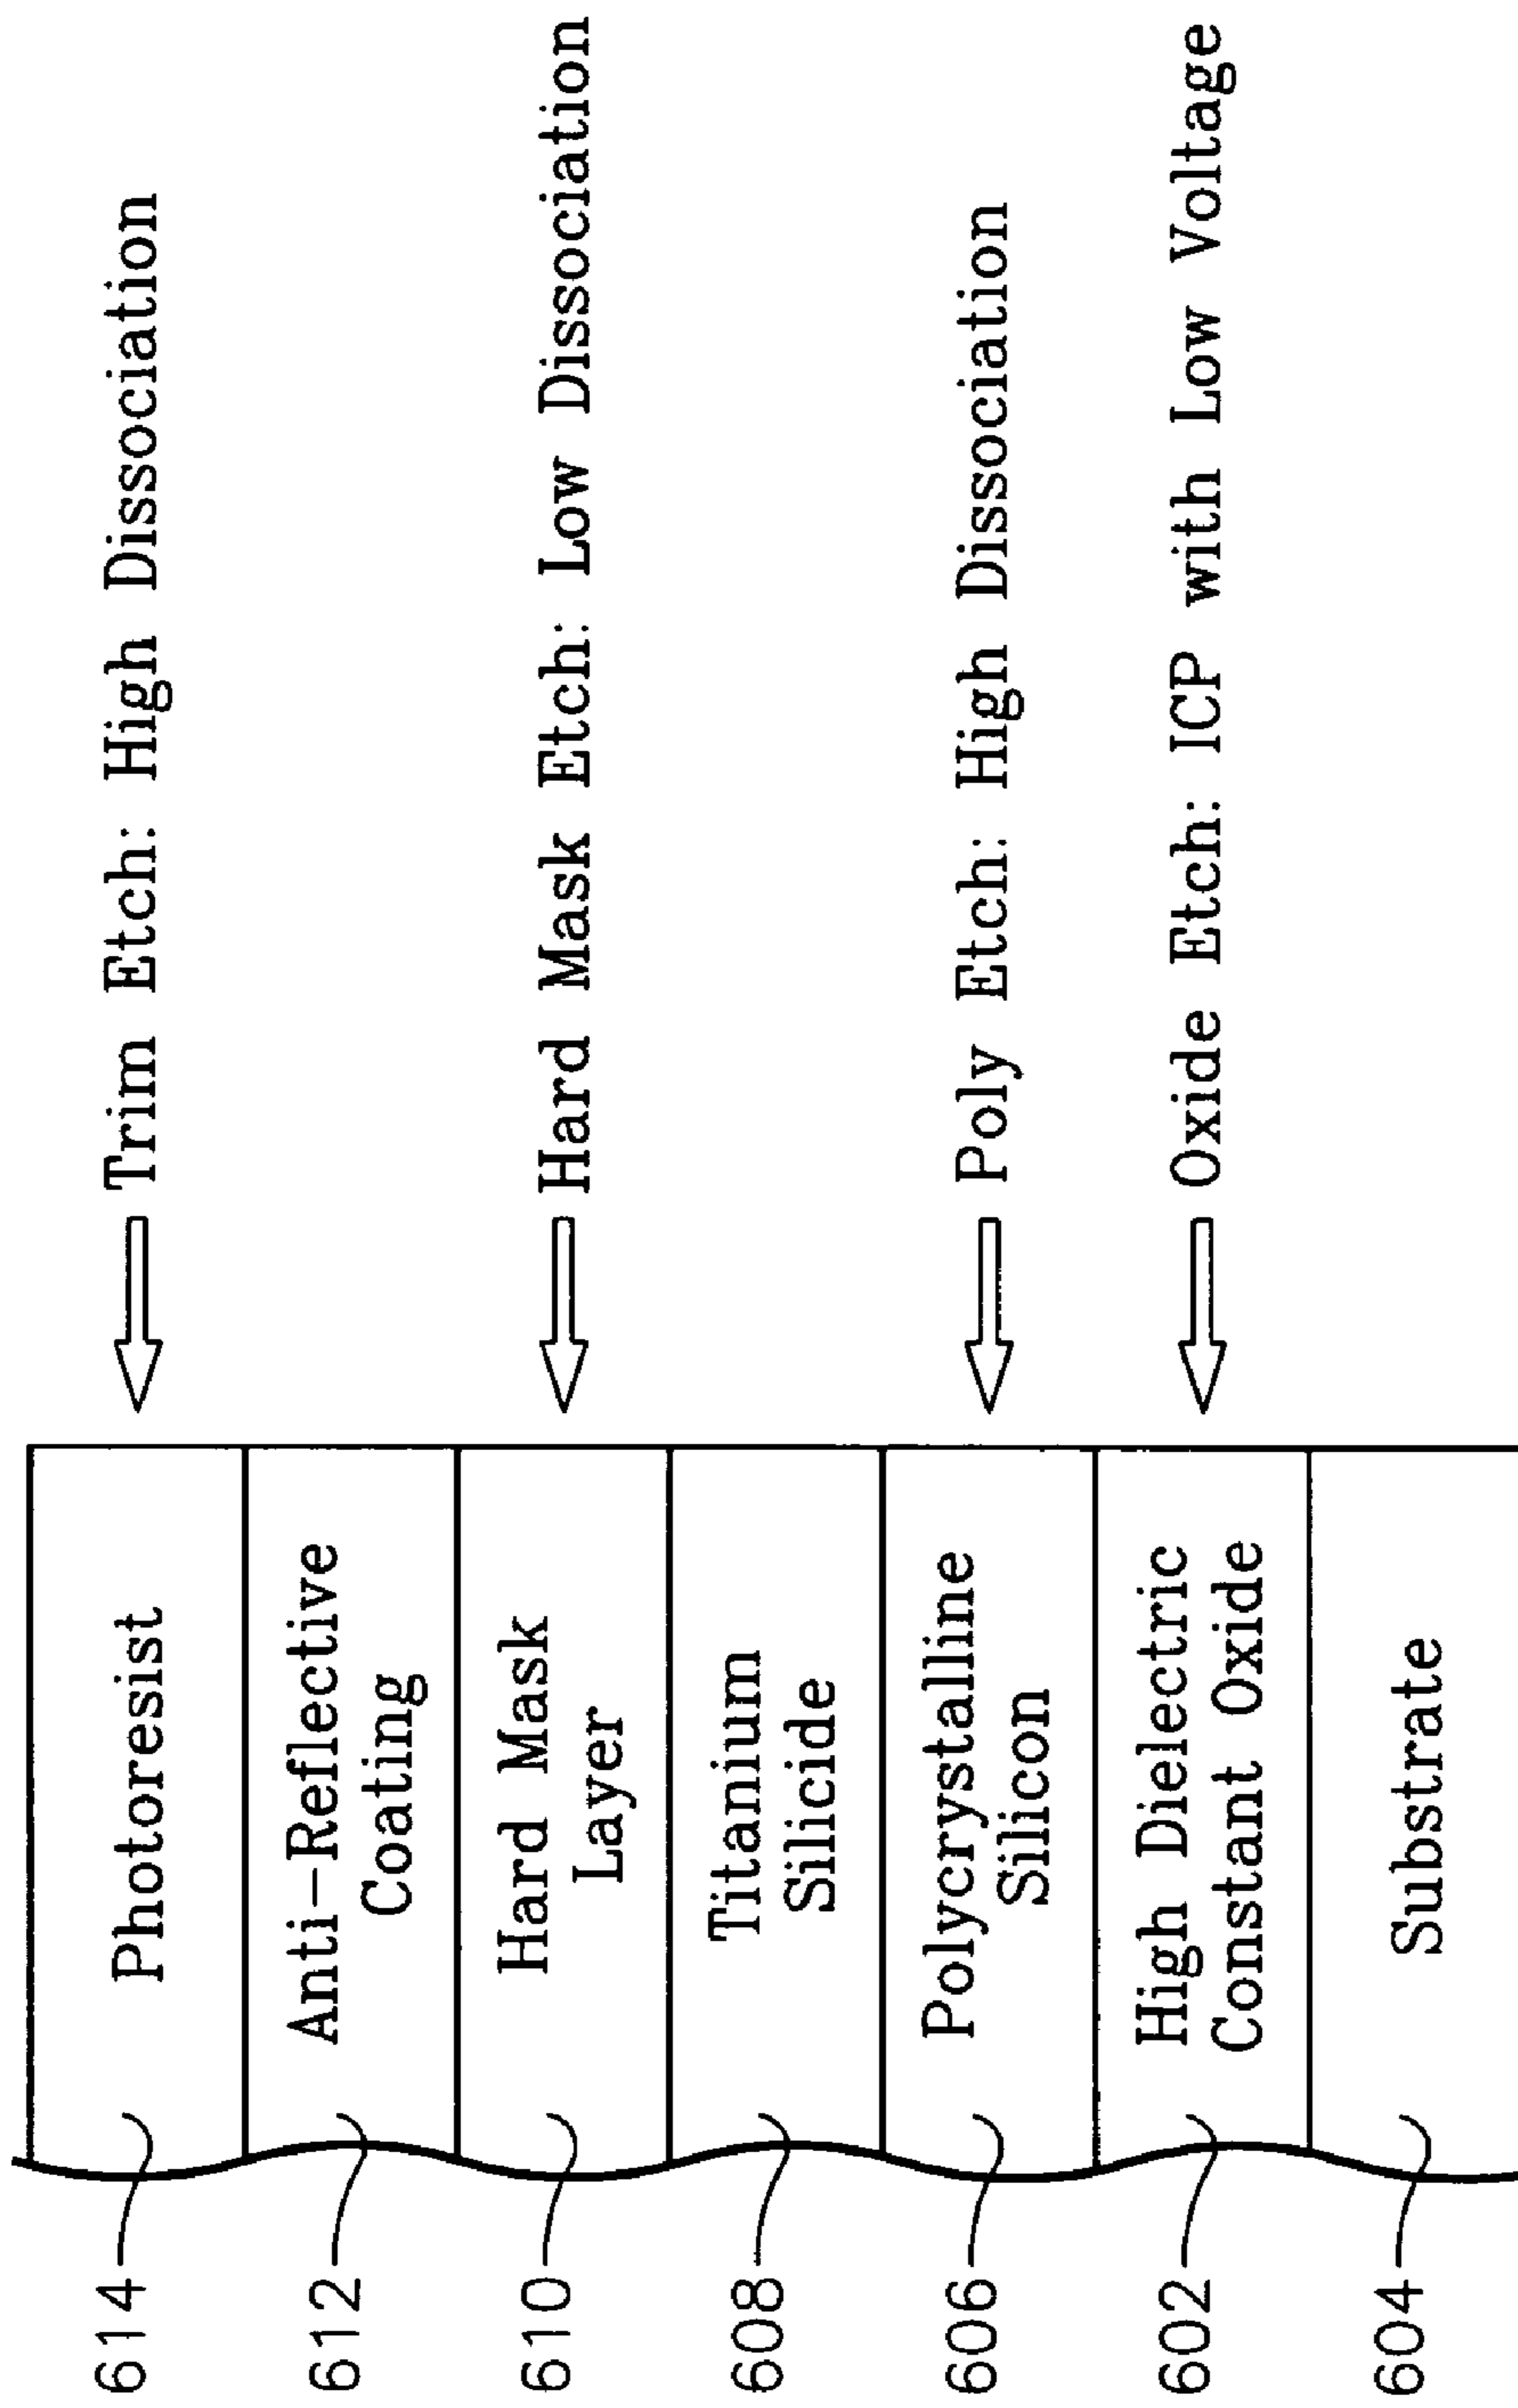 614
Photoresist
Trim Etch: High Dissociation
612
Anti-Reflective
Coating
610
Hard Mask
Layer
Hard Mask Etch: Low Dissociation
608
Titanium
Silicide
606
Polycrystalline
Silicon
Poly Etch: High Dissociation
602
High Dielectric
Constant Oxide
Oxide Etch: ICP with Low Voltage
604
Substrate